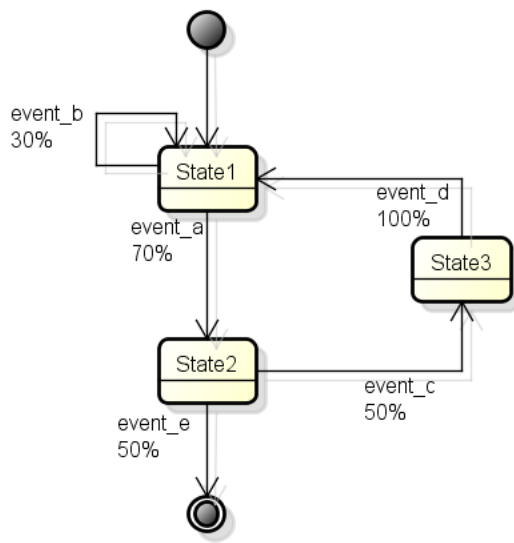 event_b
30%
State1
event_a
70%
event_d
100%
State3
State2
event_c
50%
event_e
50%